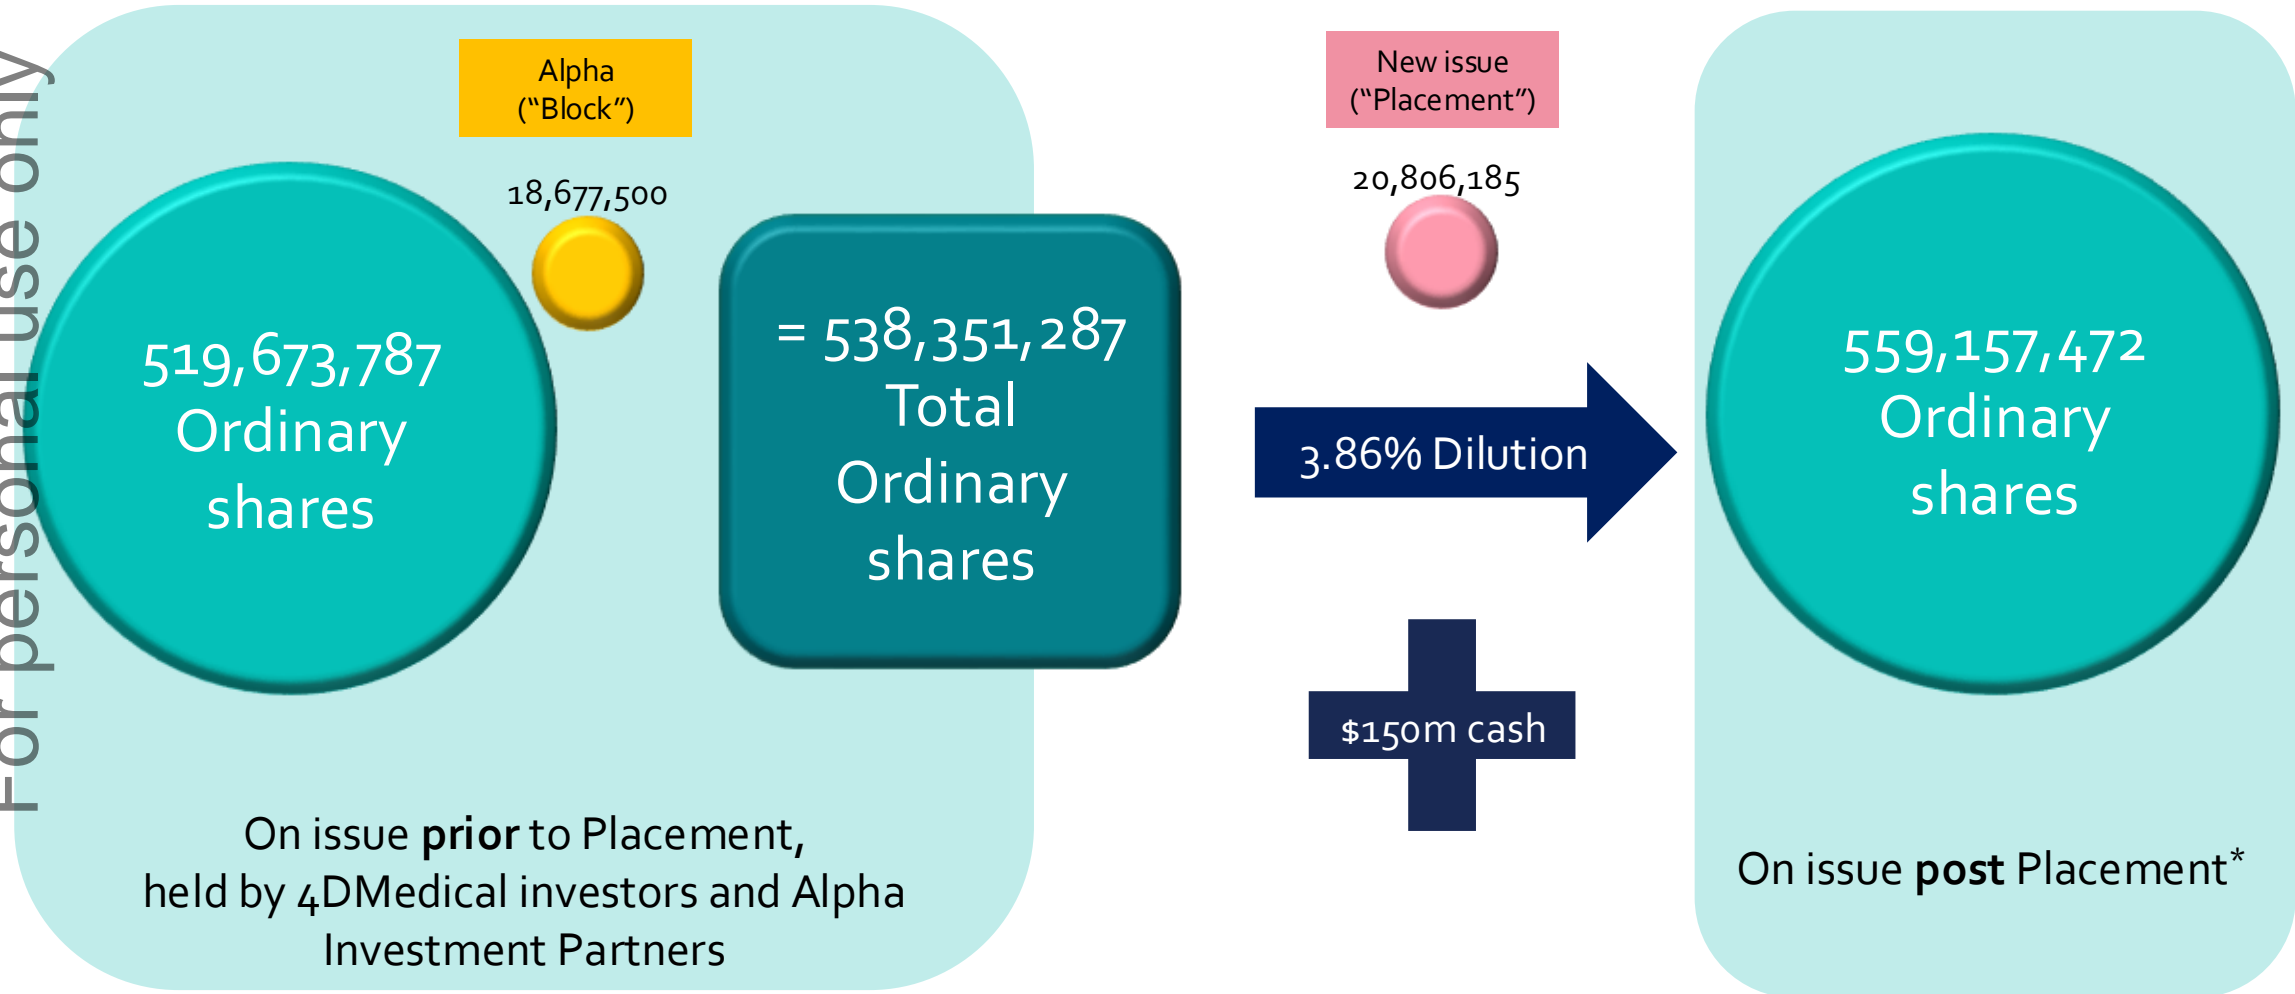 For personal use only
Alpha
(“Block”)
18,677,500
519,673,787
Ordinary
shares
= 538,351,287
Total
Ordinary
shares
On issue prior to Placement,
held by 4DMedical investors and Alpha
Investment Partners
New issue
(“Placement”)
20,806,185
3.86% Dilution
$150m cash
559,157,472
Ordinary
shares
On issue post Placement*